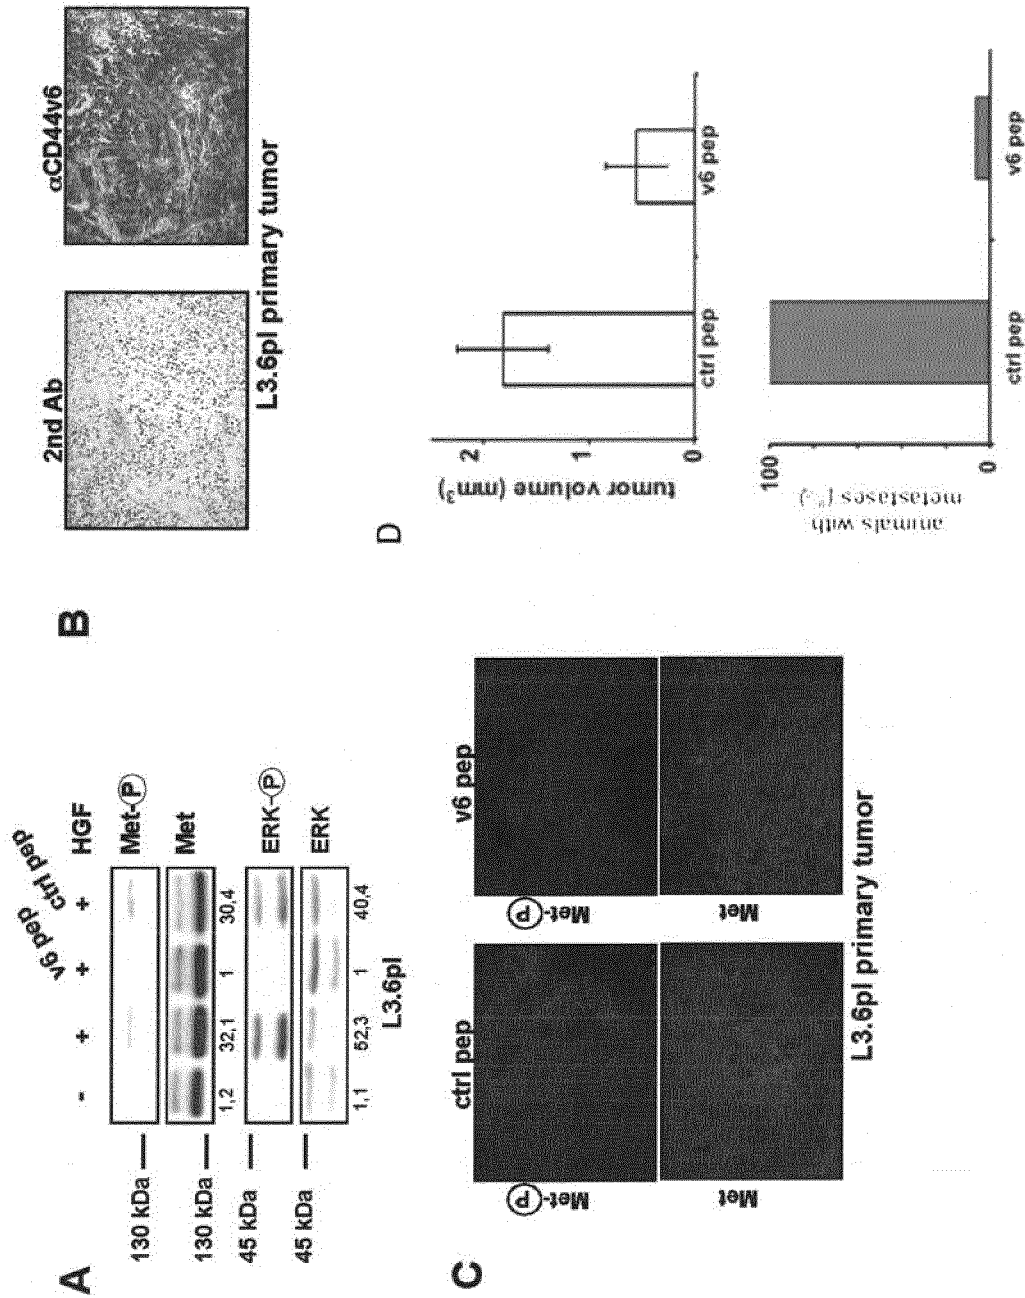 A
v6 pep
ctrl pep
- + + + HGF
130 kDa
Met-P
130 kDa
Met
1,2 32,1 1 30,4
45 kDa
ERK-P
45 kDa
ERK
1,1 52,3 1 40,4
L3.6pl
B
2nd Ab
αCD44v6
L3.6pl primary tumor
C
ctrl pep
v6 pep
Met-P
Met-P
Met
Met
L3.6pl primary tumor
D
tumor volume (mm³)
2
1
0
ctrl pep
v6 pep
animals with
metastases (%)
100
0
ctrl pep
v6 pep